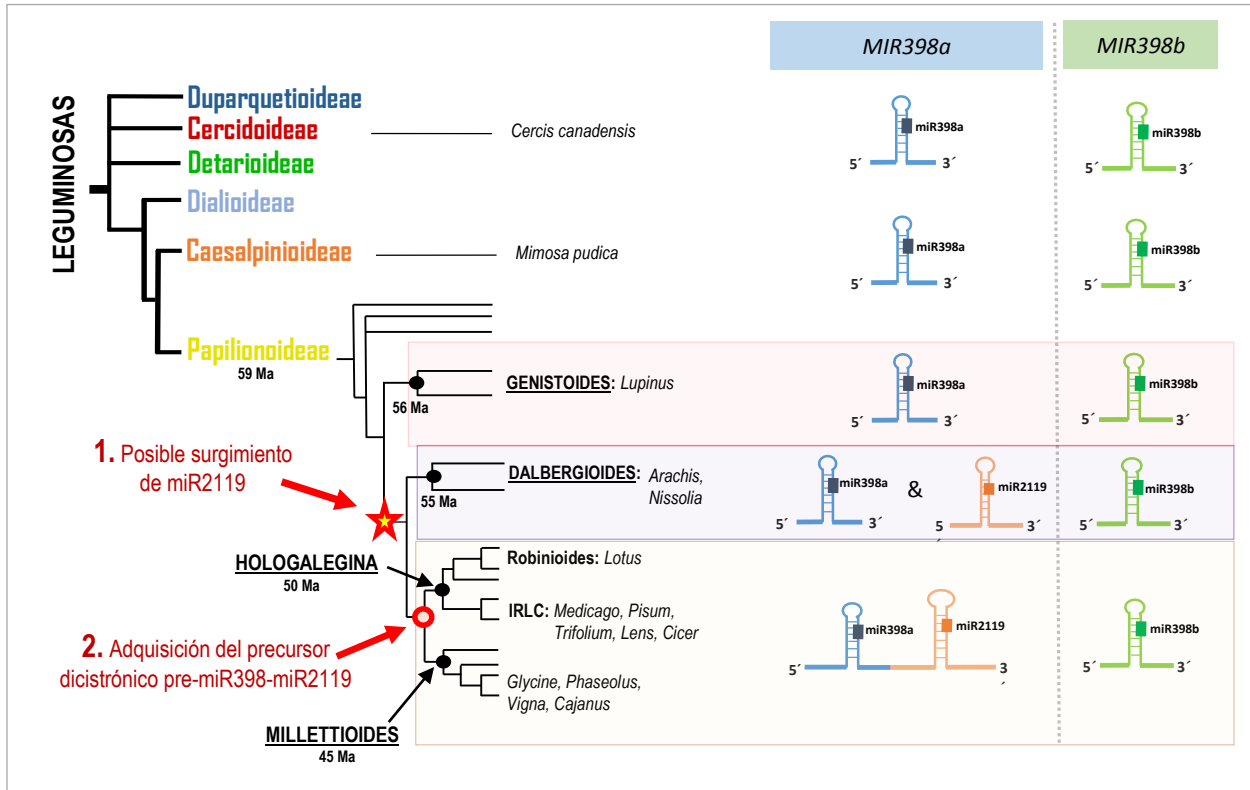 MIR398a
MIR398b
LEGUMINOSAS
Duparquetioideae
Cercidoideae
Cercis canadensis
Detarioideae
Dialioideae
Caesalpinioideae
Mimosa pudica
Papilionoideae
59 Ma
miR398a
5´ 3´
miR398b
5´ 3´
miR398a
5´ 3´
miR398b
5´ 3´
GENISTOIDES: Lupinus
56 Ma
miR398a
5´ 3´
miR398b
5´ 3´
1. Posible surgimiento
de miR2119
DALBERGIOIDES: Arachis,
Nissolia
55 Ma
miR398a
5´ 3´
&
miR2119
5´ 3´
miR398b
5´ 3´
HOLOGALEGINA
50 Ma
Robinioides: Lotus
IRLC: Medicago, Pisum,
Trifolium, Lens, Cicer
2. Adquisición del precursor
dicistrónico pre-miR398-miR2119
Glycine, Phaseolus,
Vigna, Cajanus
MILLETTIOIDES
45 Ma
miR398a
miR2119
5´ 3´
miR398b
5´ 3´